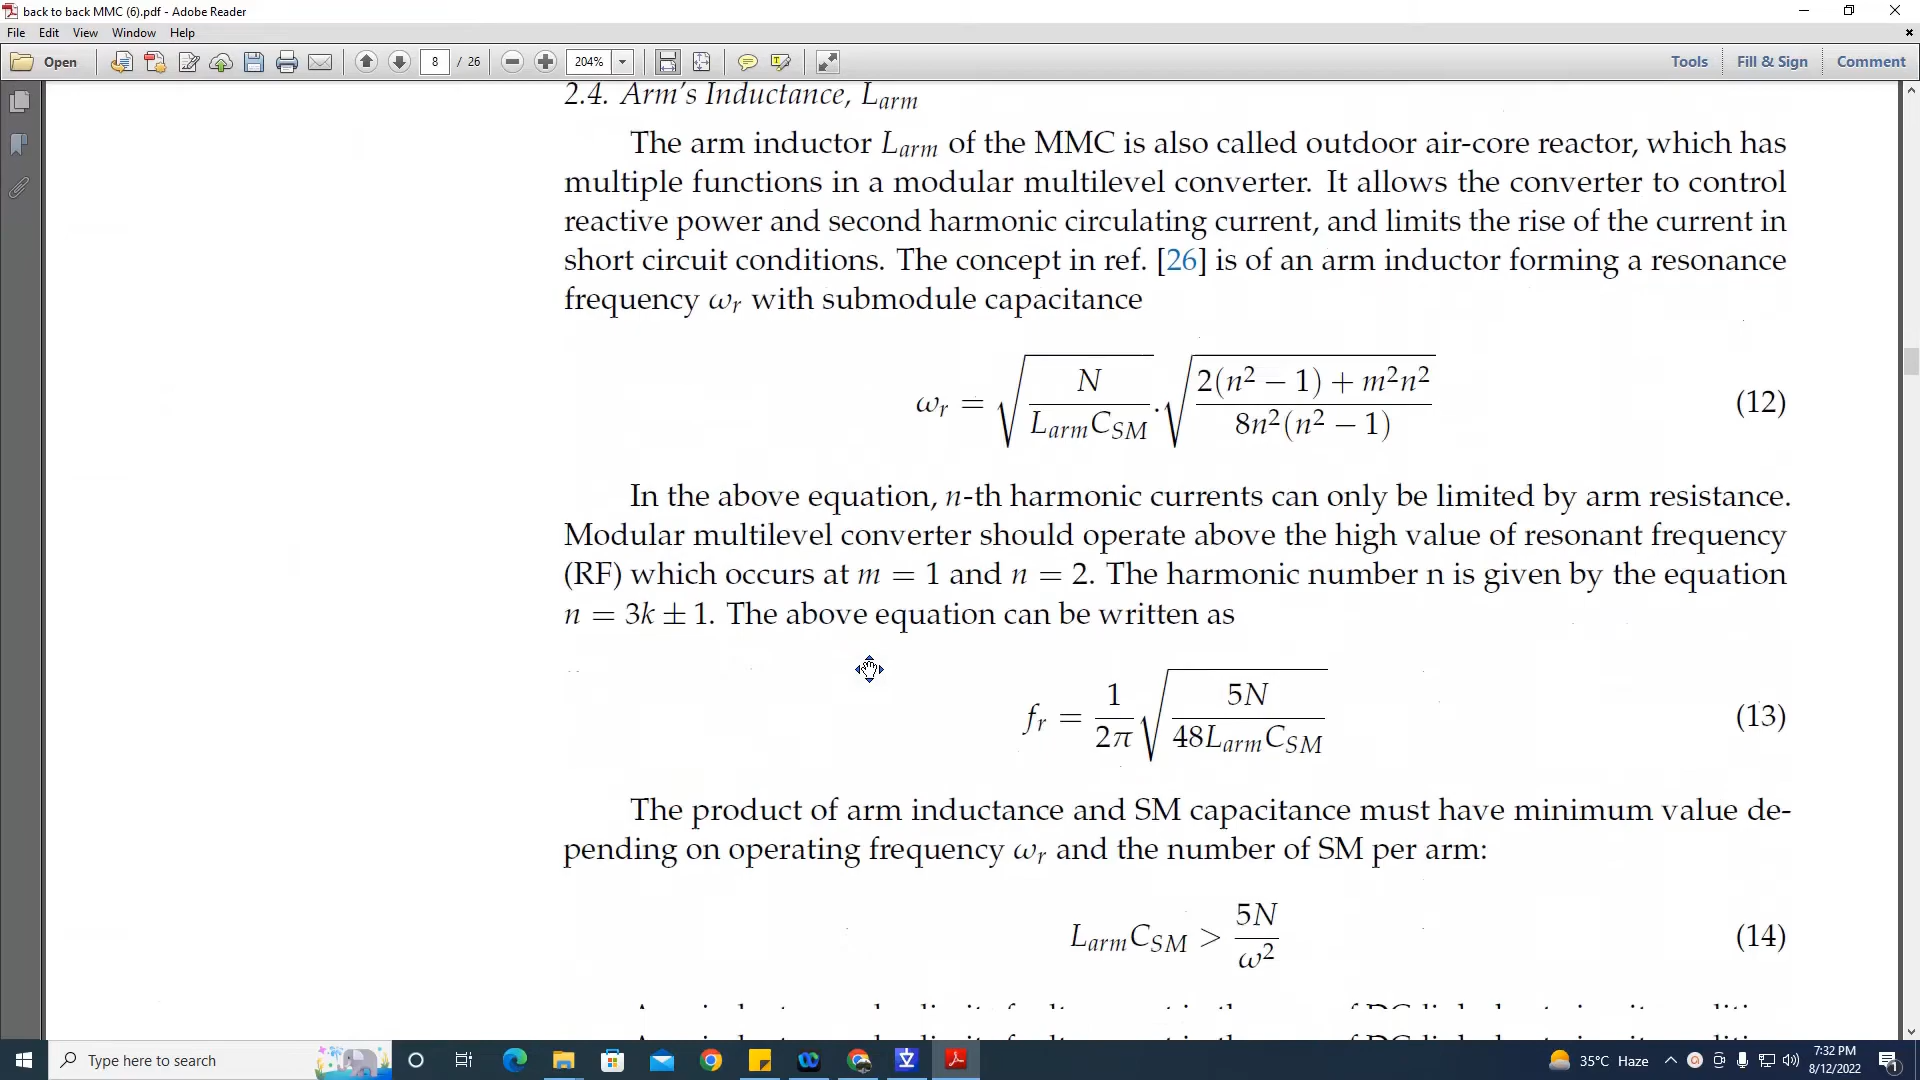 back to back MMC (6).pdf - Adobe Reader
File Edit View Window Help
Open 8 / 26 204% Tools Fill & Sign Comment
2.4. Arm's Inductance, L_arm
The arm inductor L_arm of the MMC is also called outdoor air-core reactor, which has
multiple functions in a modular multilevel converter. It allows the converter to control
reactive power and second harmonic circulating current, and limits the rise of the current in
short circuit conditions. The concept in ref. [26] is of an arm inductor forming a resonance
frequency ω_r with submodule capacitance
ω_r = √(N / (L_arm C_SM)) . √((2(n² − 1) + m²n²) / (8n²(n² − 1))) (12)
In the above equation, n-th harmonic currents can only be limited by arm resistance.
Modular multilevel converter should operate above the high value of resonant frequency
(RF) which occurs at m = 1 and n = 2. The harmonic number n is given by the equation
n = 3k ± 1. The above equation can be written as
f_r = 1/(2π) √(5N / (48L_arm C_SM)) (13)
The product of arm inductance and SM capacitance must have minimum value de-
pending on operating frequency ω_r and the number of SM per arm:
L_arm C_SM > 5N / ω² (14)
Type here to search
35°C Haze
7:32 PM
8/12/2022
1